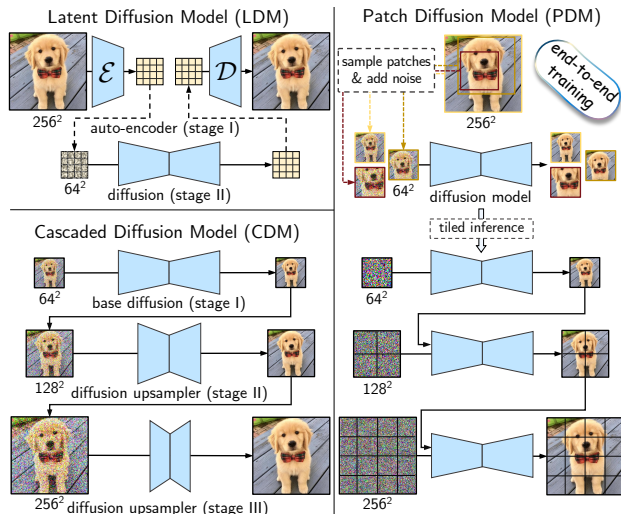 Latent Diffusion Model (LDM)
ℰ
𝒟
256²
auto-encoder (stage I)
64²
diffusion (stage II)
Cascaded Diffusion Model (CDM)
64²
base diffusion (stage I)
128²
diffusion upsampler (stage II)
256²
diffusion upsampler (stage III)
Patch Diffusion Model (PDM)
sample patches
& add noise
end-to-end
training
256²
64²
diffusion model
tiled inference
64²
128²
256²